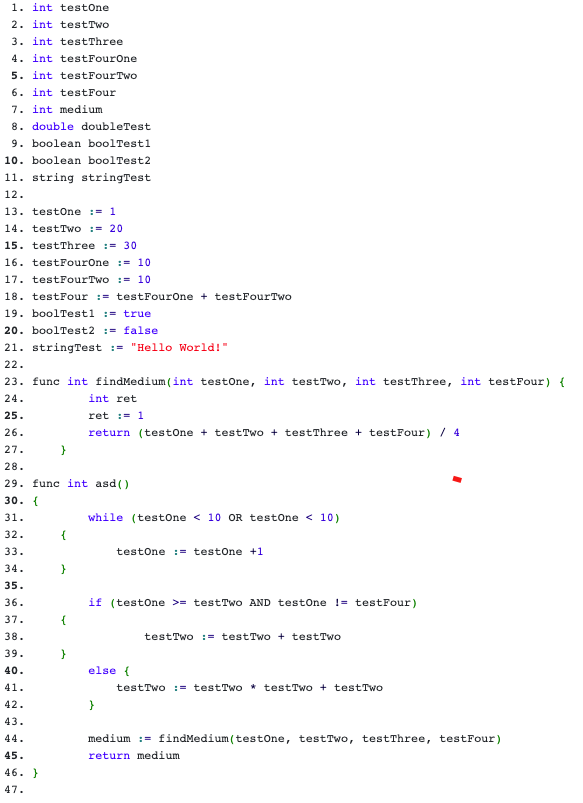 1. int testOne
2. int testTwo
3. int testThree
4. int testFourOne
5. int testFourTwo
6. int testFour
7. int medium
8. double doubleTest
9. boolean boolTest1
10. boolean boolTest2
11. string stringTest
12.
13. testOne := 1
14. testTwo := 20
15. testThree := 30
16. testFourOne := 10
17. testFourTwo := 10
18. testFour := testFourOne + testFourTwo
19. boolTest1 := true
20. boolTest2 := false
21. stringTest := "Hello World!"
22.
23. func int findMedium(int testOne, int testTwo, int testThree, int testFour) {
24.         int ret
25.         ret := 1
26.         return (testOne + testTwo + testThree + testFour) / 4
27.     }
28.
29. func int asd()
30. {
31.         while (testOne < 10 OR testOne < 10)
32.     {
33.             testOne := testOne +1
34.     }
35.
36.         if (testOne >= testTwo AND testOne != testFour)
37.     {
38.                 testTwo := testTwo + testTwo
39.     }
40.         else {
41.             testTwo := testTwo * testTwo + testTwo
42.         }
43.
44.         medium := findMedium(testOne, testTwo, testThree, testFour)
45.         return medium
46. }
47.